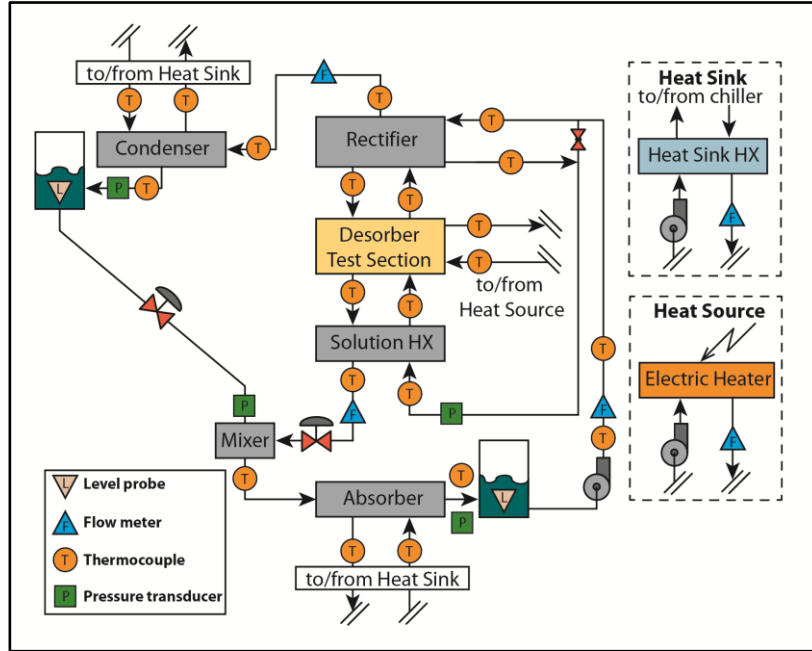 to/from Heat Sink
T
T
F
T
Condenser
T
Rectifier
T
T
L
P
T
T
T
Desorber
Test Section
T
T
to/from
Heat Source
T
T
Solution HX
T
T
T
F
P
F
T
P
Mixer
T
Absorber
T
P
L
T
T
to/from Heat Sink
L
Level probe
F
Flow meter
T
Thermocouple
P
Pressure transducer
Heat Sink
to/from chiller
Heat Sink HX
F
Heat Source
Electric Heater
F